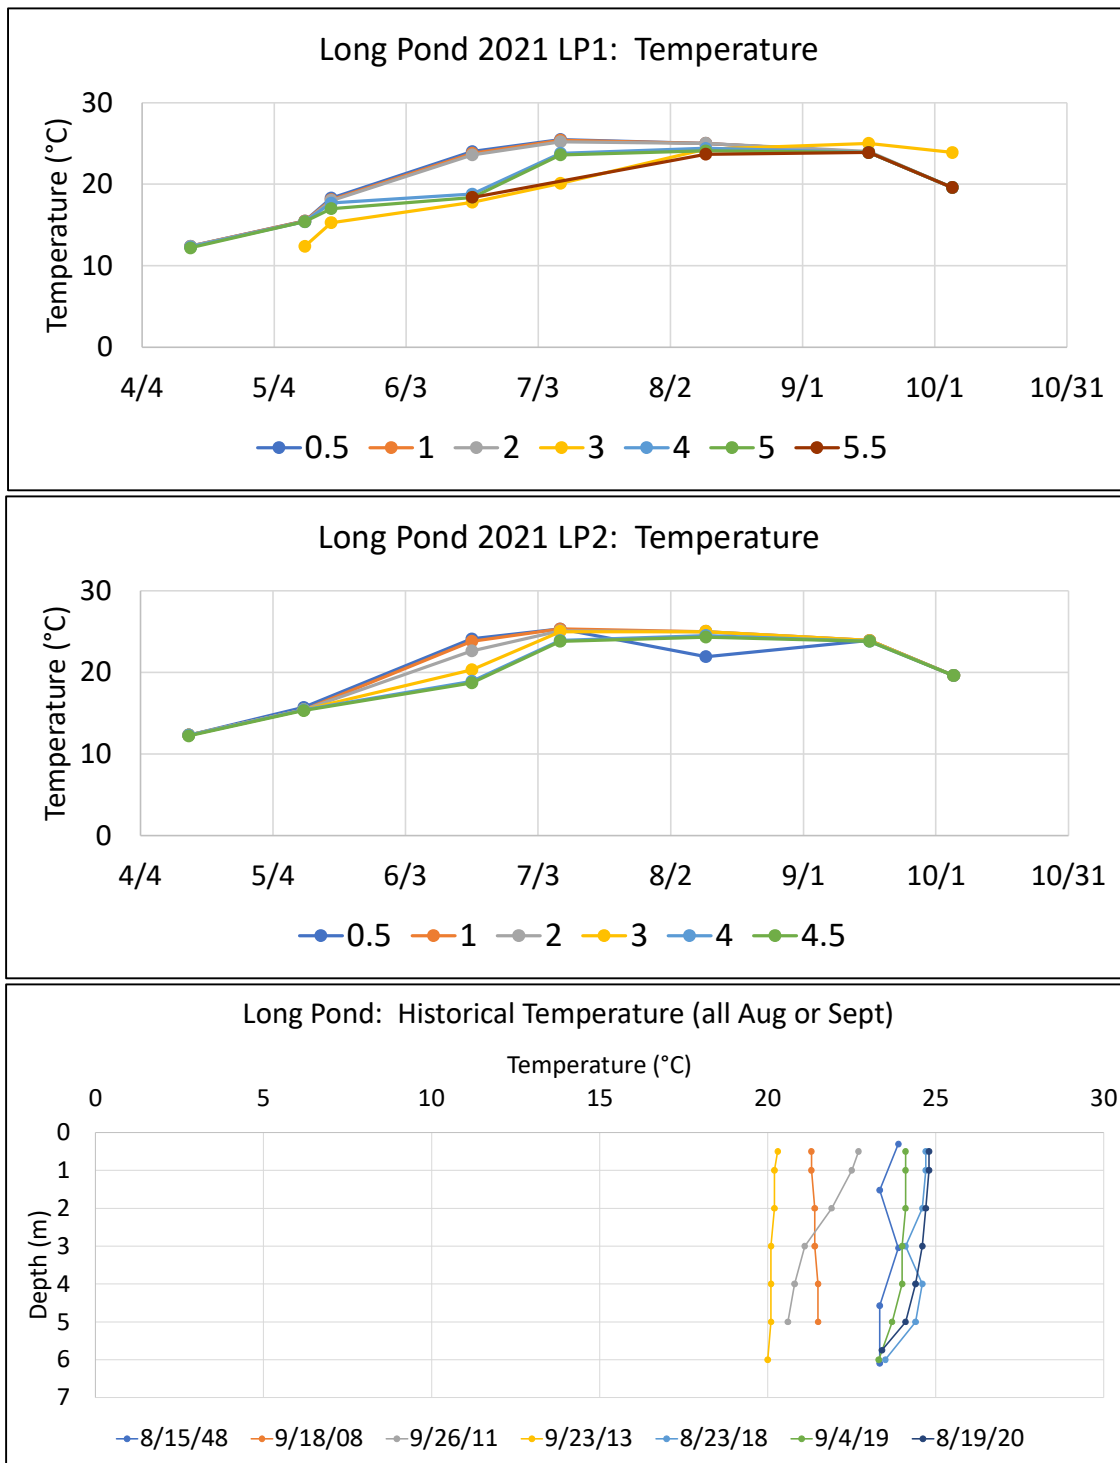 Long Pond 2021 LP1:  Temperature
Temperature (°C)
30
20
10
0
4/4 5/4 6/3 7/3 8/2 9/1 10/1 10/31
0.5 1 2 3 4 5 5.5
Long Pond 2021 LP2:  Temperature
Temperature (°C)
30
20
10
0
4/4 5/4 6/3 7/3 8/2 9/1 10/1 10/31
0.5 1 2 3 4 4.5
Long Pond:  Historical Temperature (all Aug or Sept)
Temperature (°C)
0 5 10 15 20 25 30
Depth (m)
0
1
2
3
4
5
6
7
8/15/48 9/18/08 9/26/11 9/23/13 8/23/18 9/4/19 8/19/20